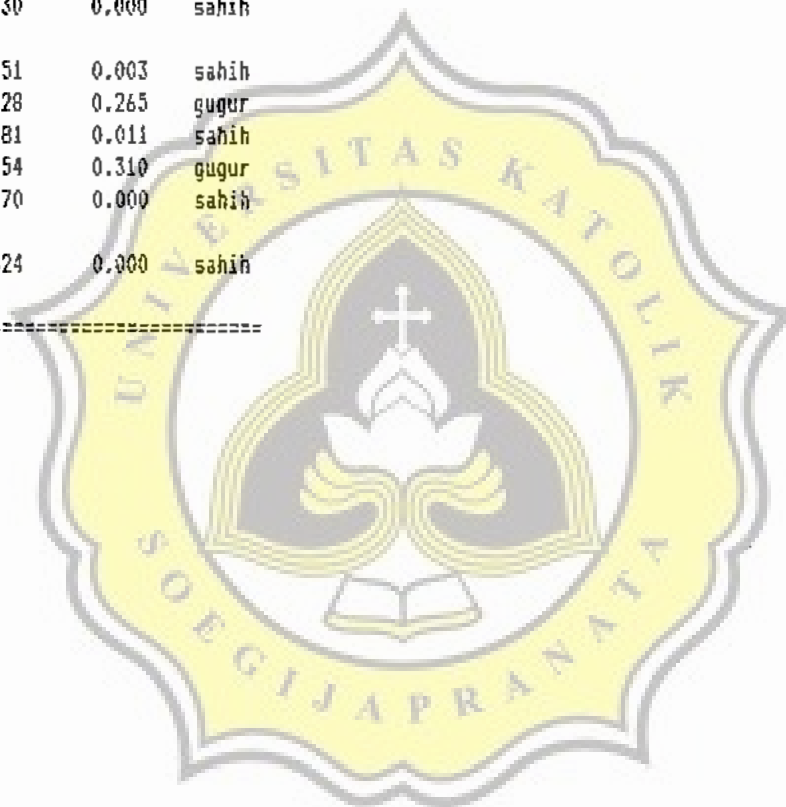 30 0.000 sahih
51 0.003 sahih
28 0.265 gugur
81 0.011 sahih
54 0.310 gugur
70 0.000 sahih
24 0.000 sahih
======================
UNIVERSITAS KATOLIK
SOEGIJAPRANATA